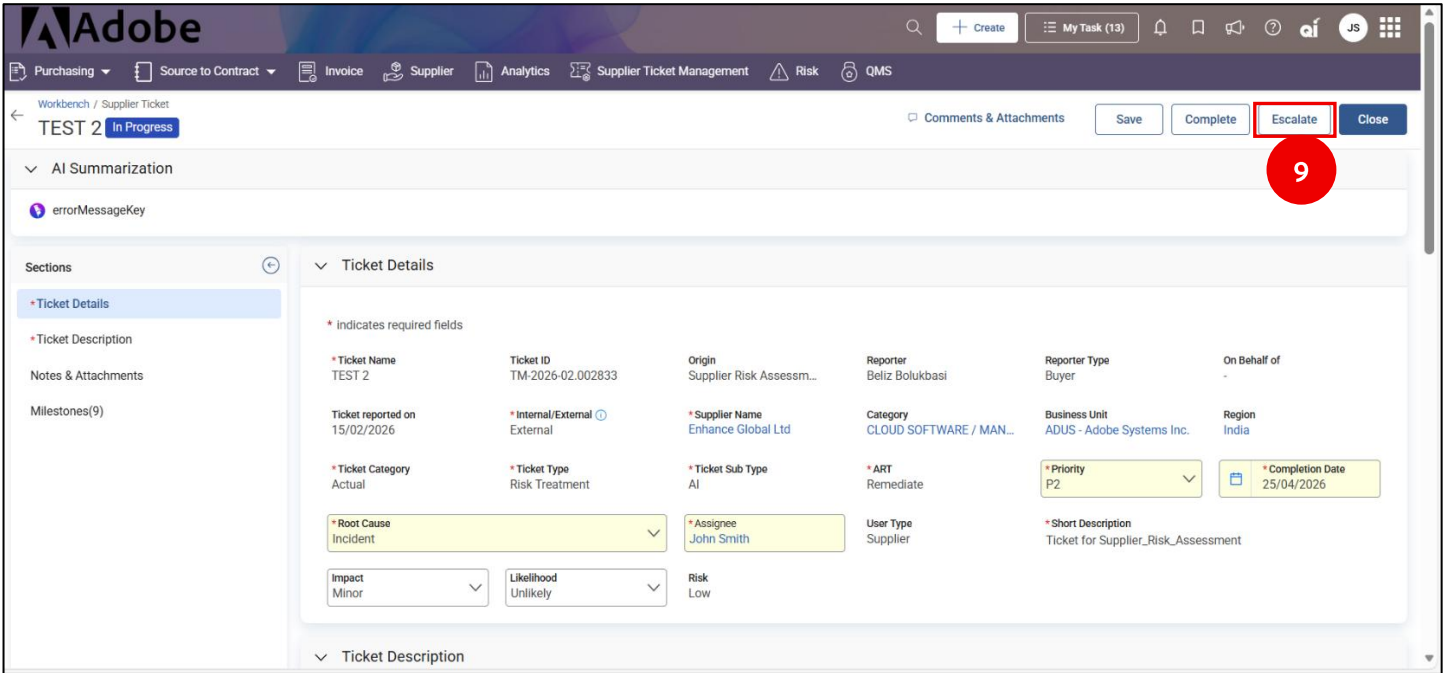 Adobe
Create
My Task (13)
aí
JS
Purchasing
Source to Contract
Invoice
Supplier
Analytics
Supplier Ticket Management
Risk
QMS
Workbench / Supplier Ticket
TEST 2 In Progress
Comments & Attachments
Save
Complete
Escalate
Close
9
AI Summarization
errorMessageKey
Sections
*Ticket Details
*Ticket Description
Notes & Attachments
Milestones(9)
Ticket Details
* indicates required fields
*Ticket Name
TEST 2
Ticket ID
TM-2026-02.002833
Origin
Supplier Risk Assessm...
Reporter
Beliz Bolukbasi
Reporter Type
Buyer
On Behalf of
-
Ticket reported on
15/02/2026
*Internal/External
External
*Supplier Name
Enhance Global Ltd
Category
CLOUD SOFTWARE / MAN...
Business Unit
ADUS - Adobe Systems Inc.
Region
India
*Ticket Category
Actual
*Ticket Type
Risk Treatment
*Ticket Sub Type
AI
*ART
Remediate
*Priority
P2
*Completion Date
25/04/2026
*Root Cause
Incident
*Assignee
John Smith
User Type
Supplier
*Short Description
Ticket for Supplier_Risk_Assessment
Impact
Minor
Likelihood
Unlikely
Risk
Low
Ticket Description